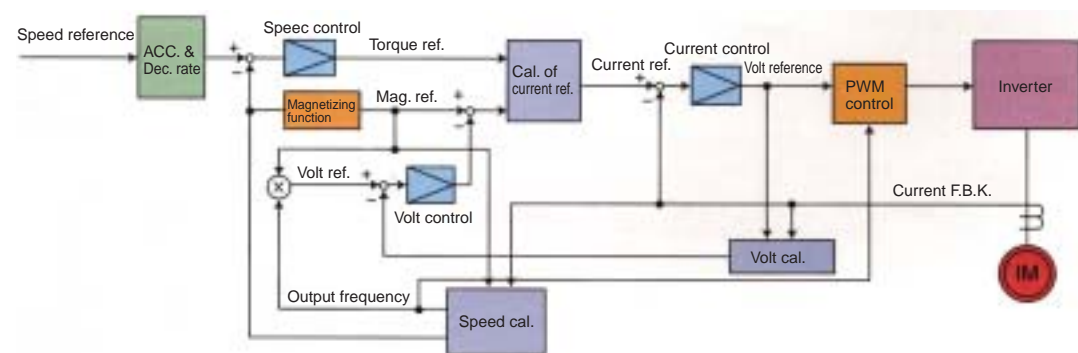 Speec control
Speed reference
ACC. &
Dec. rate
Torque ref.
Cal. of
current ref.
Current ref.
Current control
Volt reference
PWM
control
Inverter
Magnetizing
function
Mag. ref.
Volt ref.
Volt control
Current F.B.K.
Volt cal.
IM
Output frequency
Speed cal.